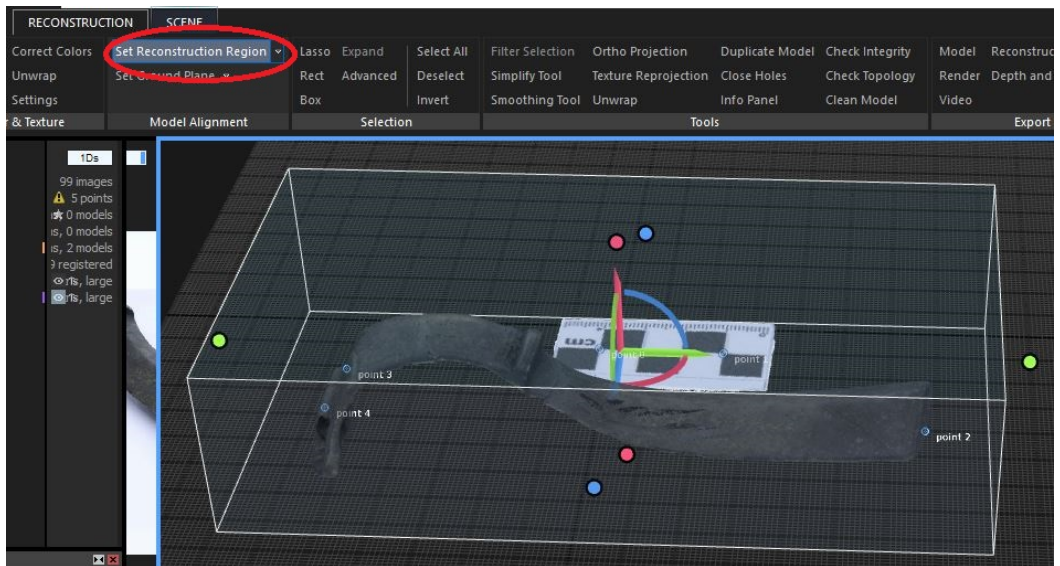 RECONSTRUCTION SCENE
Correct Colors Set Reconstruction Region Lasso Expand Select All Filter Selection Ortho Projection Duplicate Model Check Integrity Model
Unwrap Set Ground Plane Rect Advanced Deselect Simplify Tool Texture Reprojection Close Holes Check Topology Render Depth and
Settings Box Invert Smoothing Tool Unwrap Info Panel Clean Model Video
& Texture Model Alignment Selection Tools Export
1Ds
99 images
5 points
0 models
0 models
2 models
registered
large
large
cm
point 0
point 1
point 3
point 4
point 2